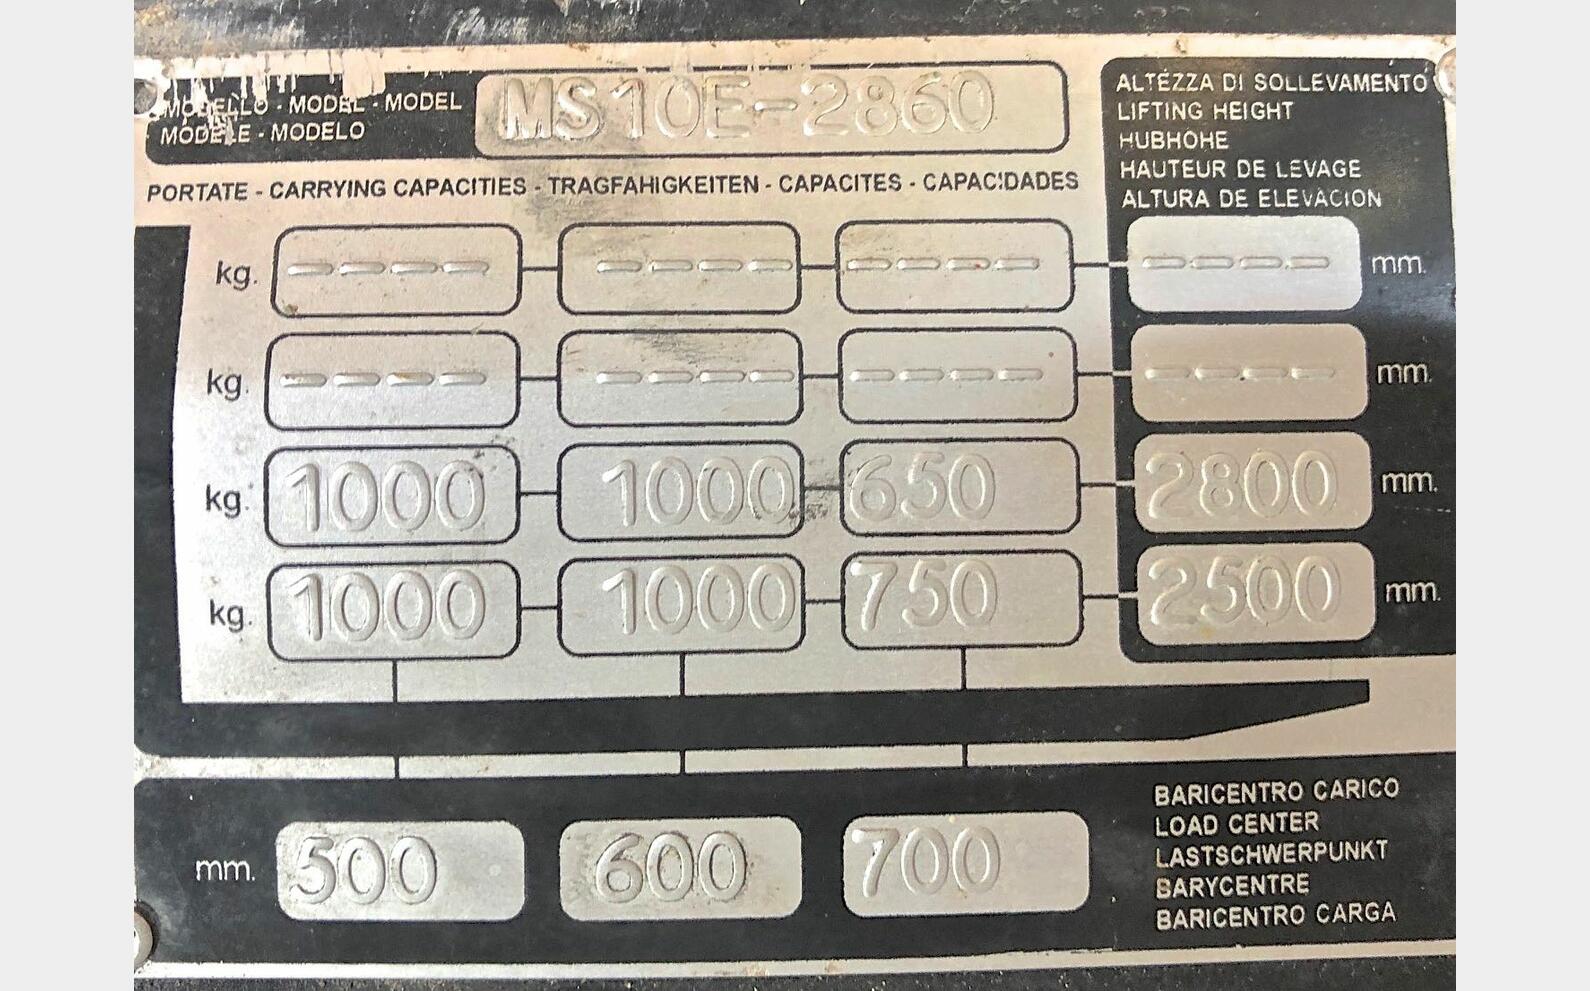 MODELLO - MODEL - MODEL
MODELE - MODELO
MS10E-2860
ALTEZZA DI SOLLEVAMENTO
LIFTING HEIGHT
HUBHÖHE
HAUTEUR DE LEVAGE
ALTURA DE ELEVACION
PORTATE - CARRYING CAPACITIES - TRAGFAHIGKEITEN - CAPACITES - CAPACIDADES
kg. ---- ---- ---- ---- mm.
kg. ---- ---- ---- ---- mm.
kg. 1000 1000 650 2800 mm.
kg. 1000 1000 750 2500 mm.
mm. 500 600 700
BARICENTRO CARICO
LOAD CENTER
LASTSCHWERPUNKT
BARYCENTRE
BARICENTRO CARGA